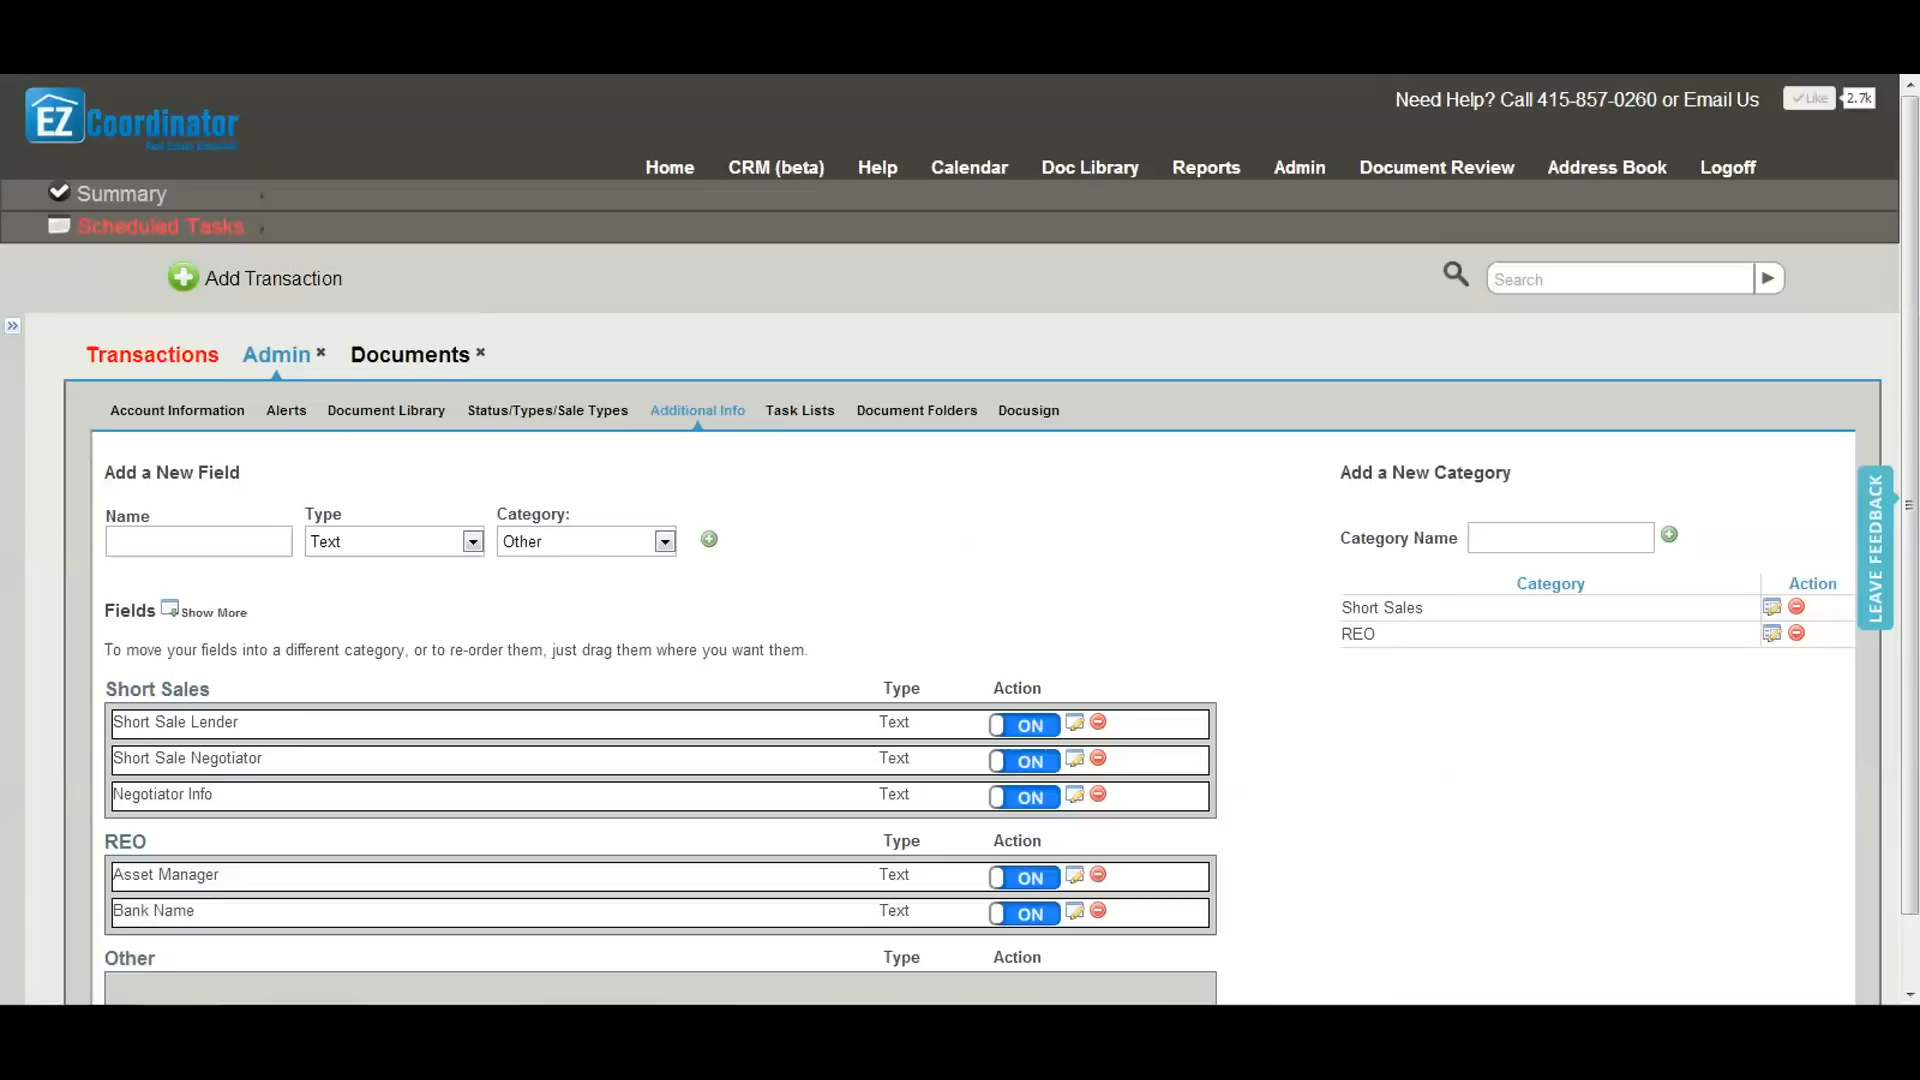 Need Help? Call 415-857-0260 or Email Us
Like
2.7k
EZ Coordinator
Home CRM (beta) Help Calendar Doc Library Reports Admin Document Review Address Book Logoff
Summary
Scheduled Tasks
Add Transaction
Search
Transactions Admin Documents
Account Information Alerts Document Library Status/Types/Sale Types Additional Info Task Lists Document Folders Docusign
Add a New Field
Name Type Category:
Text Other
Add a New Category
Category Name
Category Action
Short Sales
REO
LEAVE FEEDBACK
Fields Show More
To move your fields into a different category, or to re-order them, just drag them where you want them.
Short Sales Type Action
Short Sale Lender Text ON
Short Sale Negotiator Text ON
Negotiator Info Text ON
REO Type Action
Asset Manager Text ON
Bank Name Text ON
Other Type Action